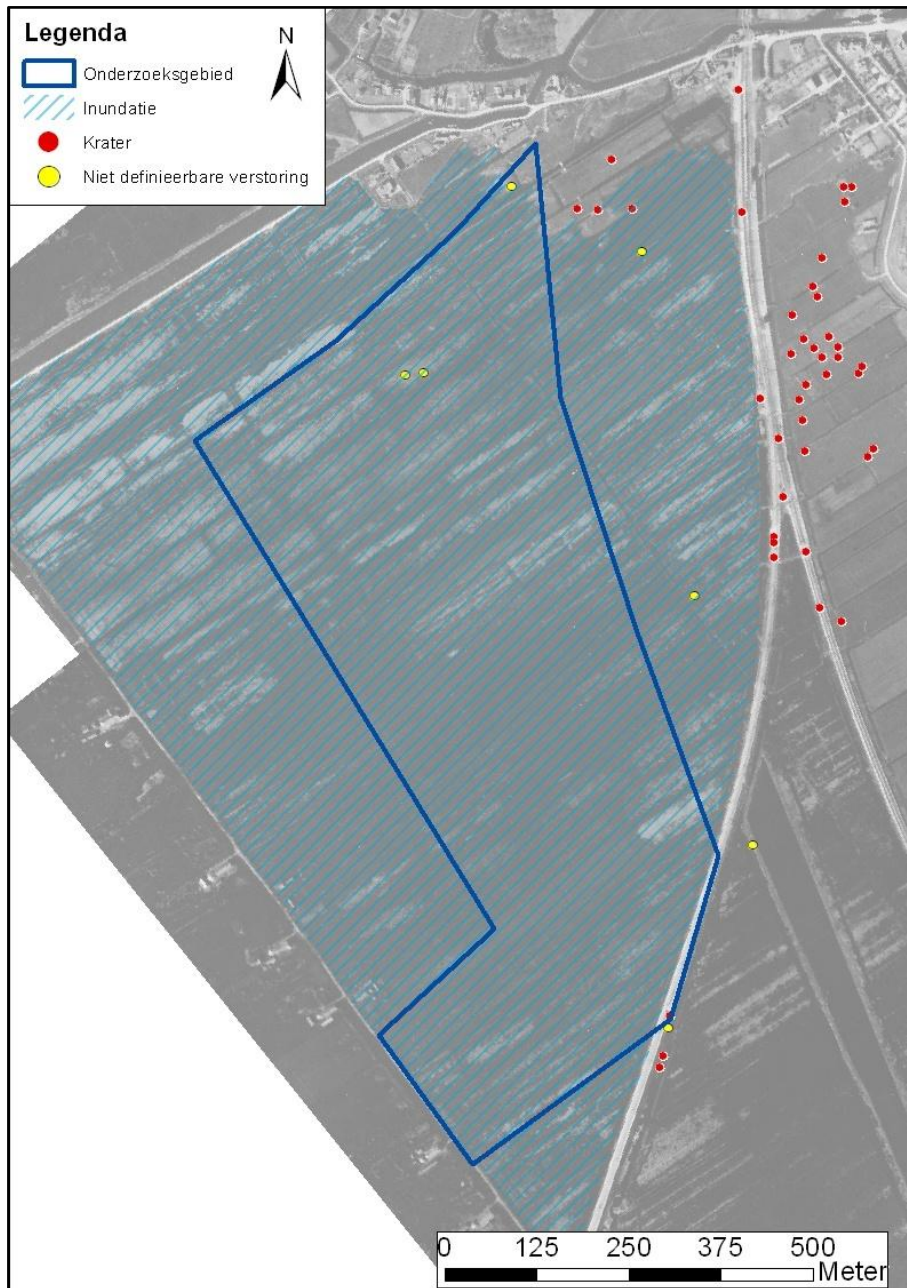 Legenda
N
Onderzoeksgebied
Inundatie
Krater
Niet definieerbare verstoring
0 125 250 375 500
Meter